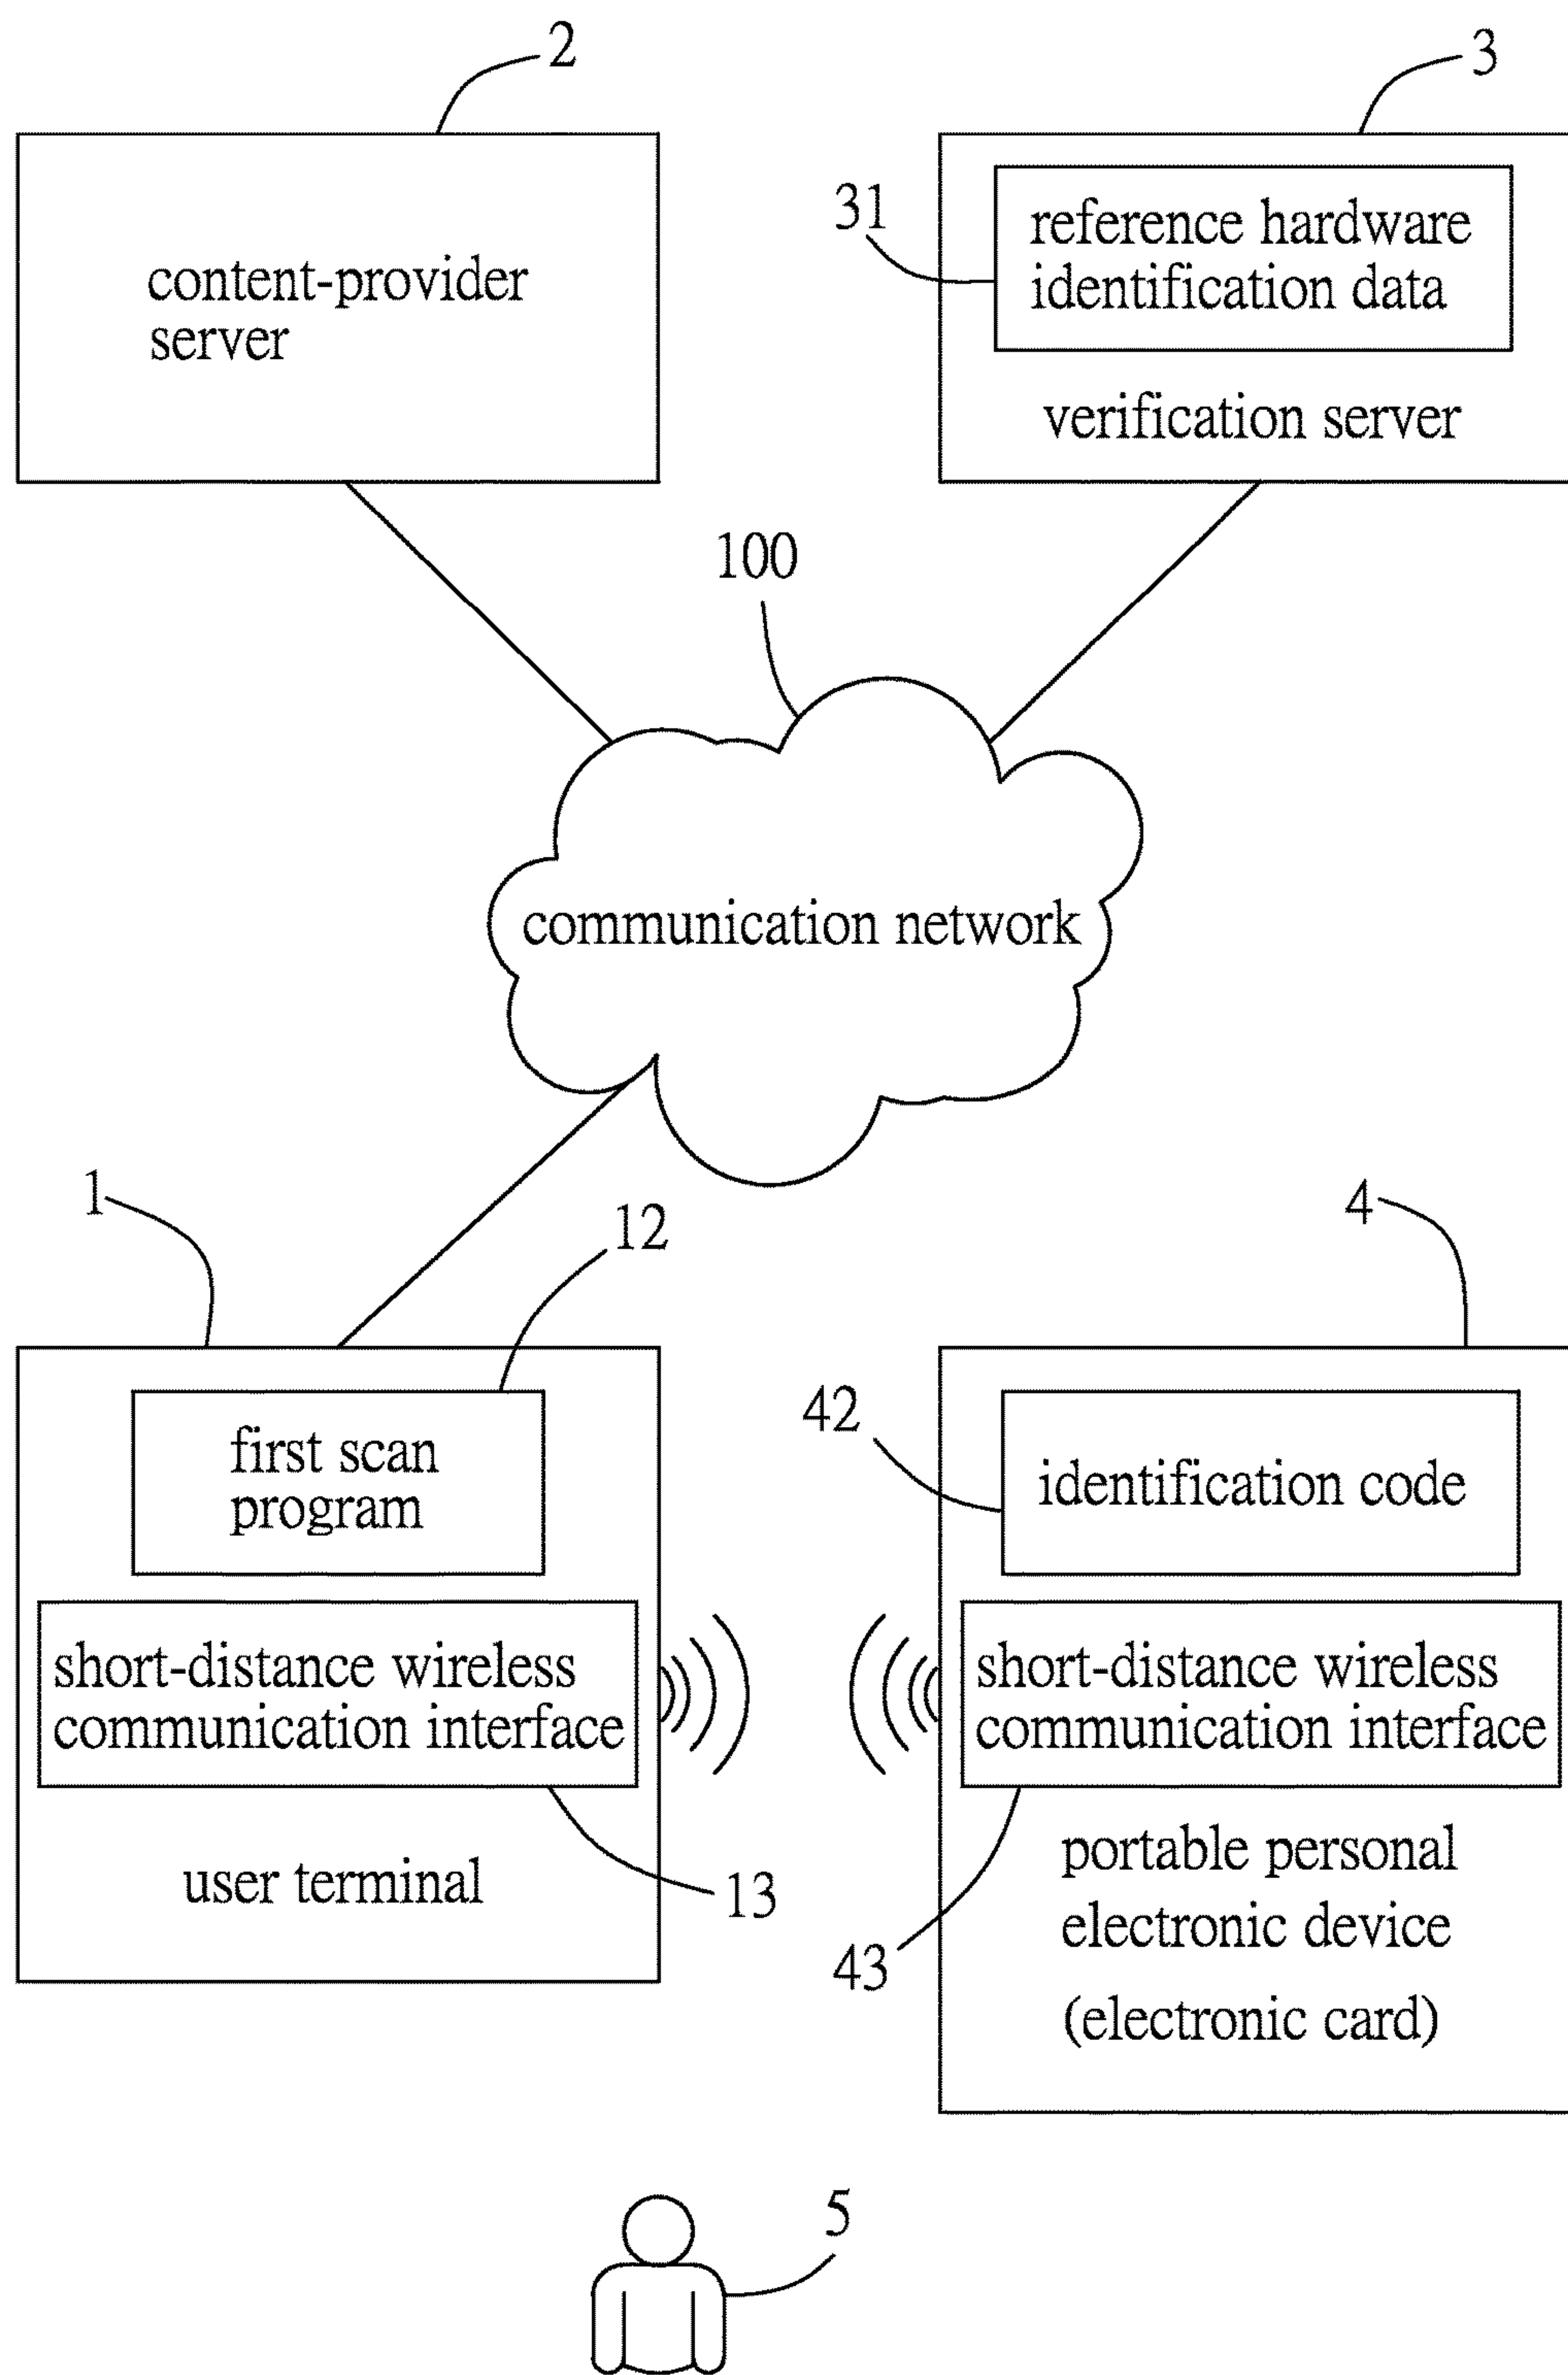 2
3
content-provider
server
31
reference hardware
identification data
verification server
100
communication network
1
12
4
first scan
program
42
identification code
short-distance wireless
communication interface
short-distance wireless
communication interface
user terminal
13
43
portable personal
electronic device
(electronic card)
5